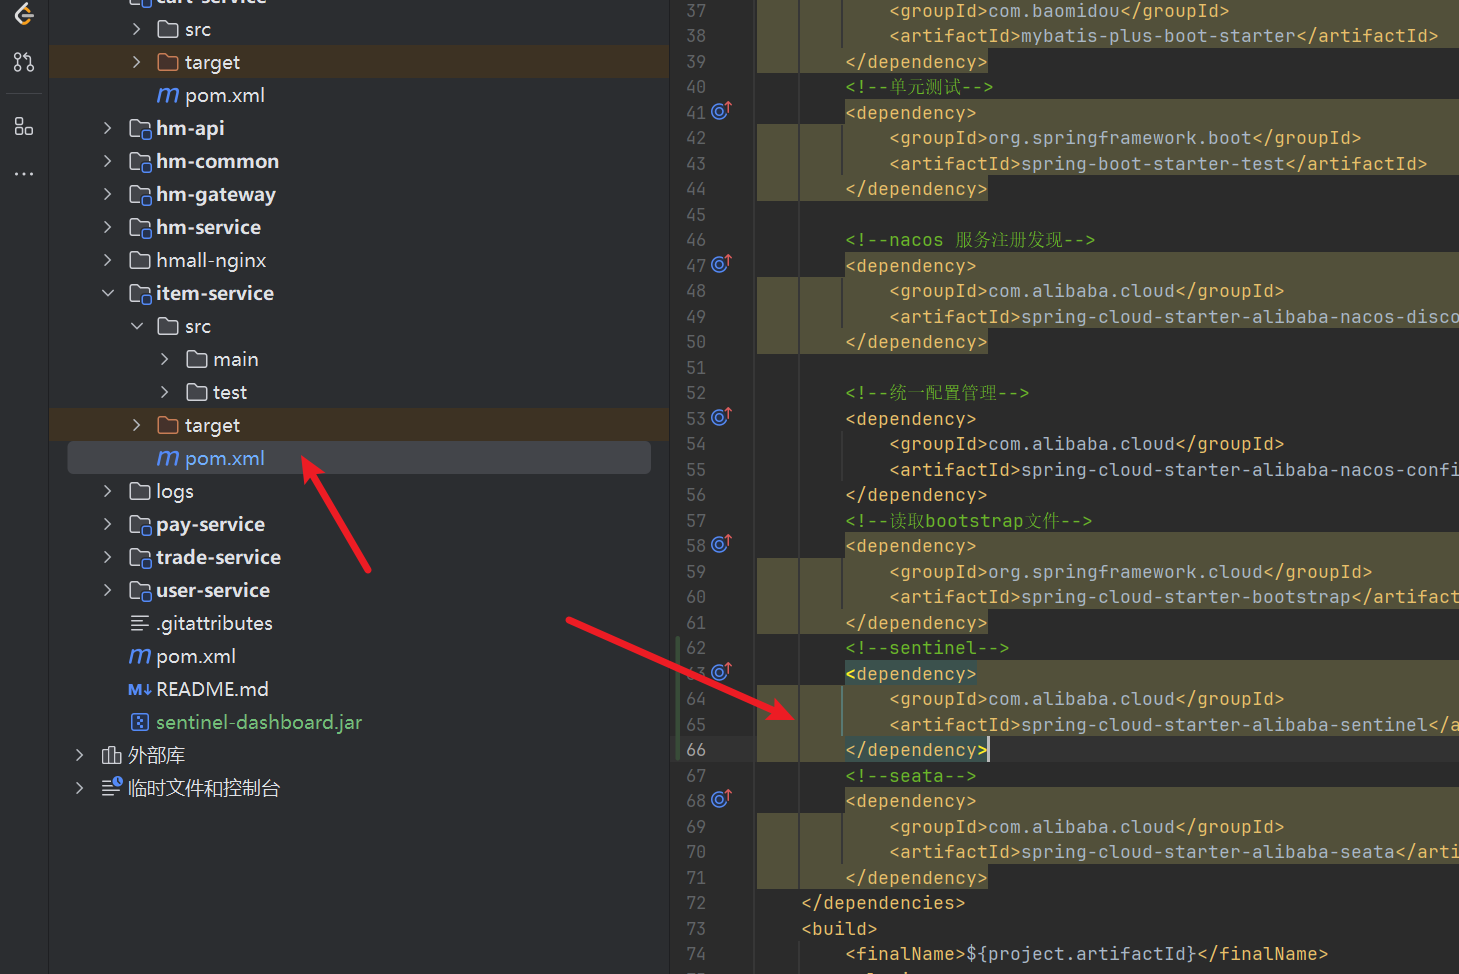 src
target
pom.xml
hm-api
hm-common
hm-gateway
hm-service
hmall-nginx
item-service
src
main
test
target
pom.xml
logs
pay-service
trade-service
user-service
.gitattributes
pom.xml
README.md
sentinel-dashboard.jar
外部库
临时文件和控制台
37 <groupId>com.baomidou</groupId>
38 <artifactId>mybatis-plus-boot-starter</artifactId>
39 </dependency>
40 <!--单元测试-->
41 <dependency>
42 <groupId>org.springframework.boot</groupId>
43 <artifactId>spring-boot-starter-test</artifactId>
44 </dependency>
45
46 <!--nacos 服务注册发现-->
47 <dependency>
48 <groupId>com.alibaba.cloud</groupId>
49 <artifactId>spring-cloud-starter-alibaba-nacos-disco
50 </dependency>
51
52 <!--统一配置管理-->
53 <dependency>
54 <groupId>com.alibaba.cloud</groupId>
55 <artifactId>spring-cloud-starter-alibaba-nacos-confi
56 </dependency>
57 <!--读取bootstrap文件-->
58 <dependency>
59 <groupId>org.springframework.cloud</groupId>
60 <artifactId>spring-cloud-starter-bootstrap</artifact
61 </dependency>
62 <!--sentinel-->
63 <dependency>
64 <groupId>com.alibaba.cloud</groupId>
65 <artifactId>spring-cloud-starter-alibaba-sentinel</a
66 </dependency>
67 <!--seata-->
68 <dependency>
69 <groupId>com.alibaba.cloud</groupId>
70 <artifactId>spring-cloud-starter-alibaba-seata</arti
71 </dependency>
72 </dependencies>
73 <build>
74 <finalName>${project.artifactId}</finalName>